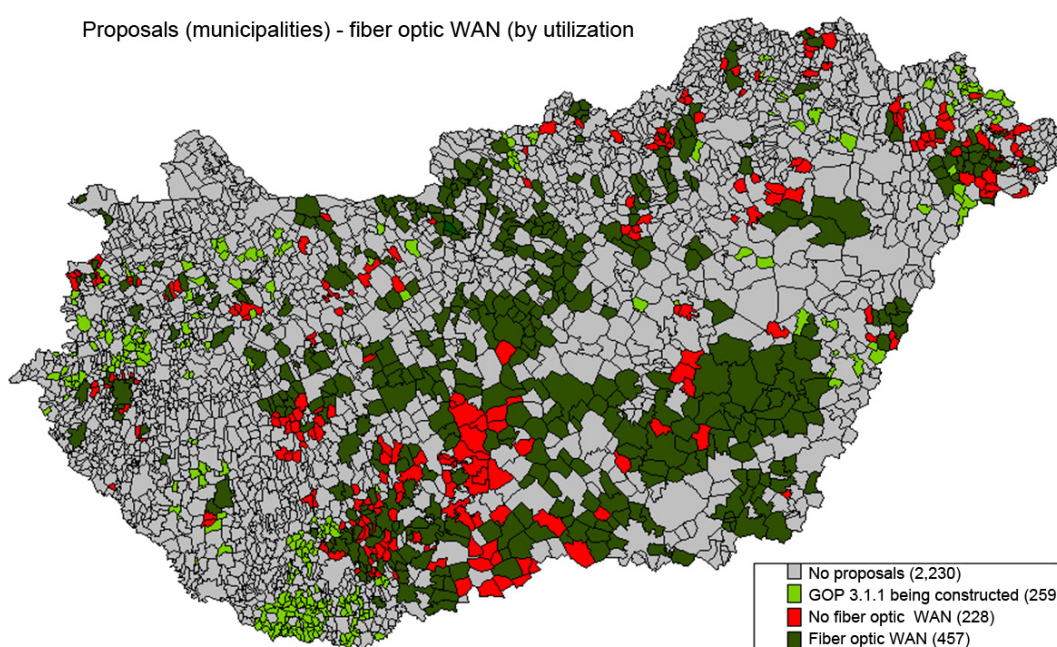 Proposals (municipalities) - fiber optic WAN (by utilization
No proposals (2,230)
GOP 3.1.1 being constructed (259
No fiber optic WAN (228)
Fiber optic WAN (457)